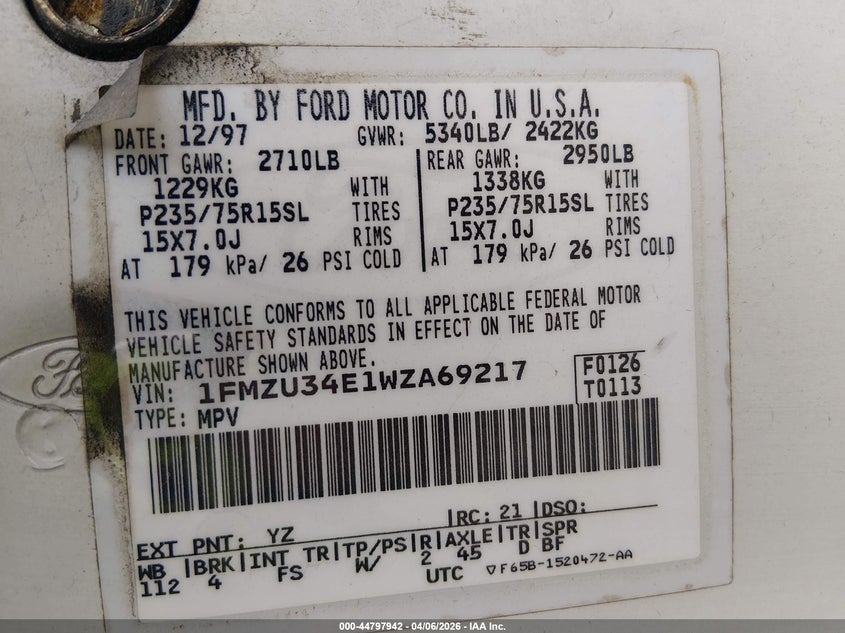 MFD. BY FORD MOTOR CO. IN U.S.A.
DATE: 12/97 GVWR: 5340LB/ 2422KG
FRONT GAWR: 2710LB REAR GAWR: 2950LB
1229KG WITH 1338KG WITH
P235/75R15SL TIRES P235/75R15SL TIRES
15X7.0J RIMS 15X7.0J RIMS
AT 179 kPa/ 26 PSI COLD AT 179 kPa/ 26 PSI COLD
THIS VEHICLE CONFORMS TO ALL APPLICABLE FEDERAL MOTOR
VEHICLE SAFETY STANDARDS IN EFFECT ON THE DATE OF
MANUFACTURE SHOWN ABOVE.
VIN: 1FMZU34E1WZA69217 F0126
TYPE: MPV T0113
EXT PNT: YZ RC: 21 DSO:
WB BRK INT TR TP/PS R AXLE TR SPR
112 4 FS W/ 2 45 D BF
UTC ▽F65B-1520472-AA
000-44797942 - 04/06/2026 - IAA Inc.